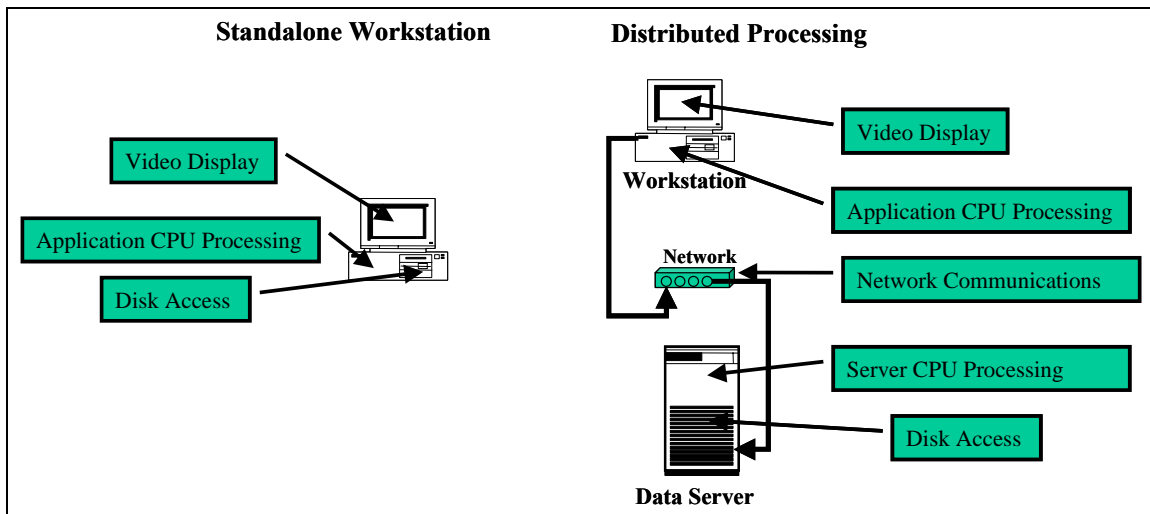 Standalone Workstation
Video Display
Application CPU Processing
Disk Access
Distributed Processing
Video Display
Workstation
Application CPU Processing
Network
Network Communications
Server CPU Processing
Disk Access
Data Server